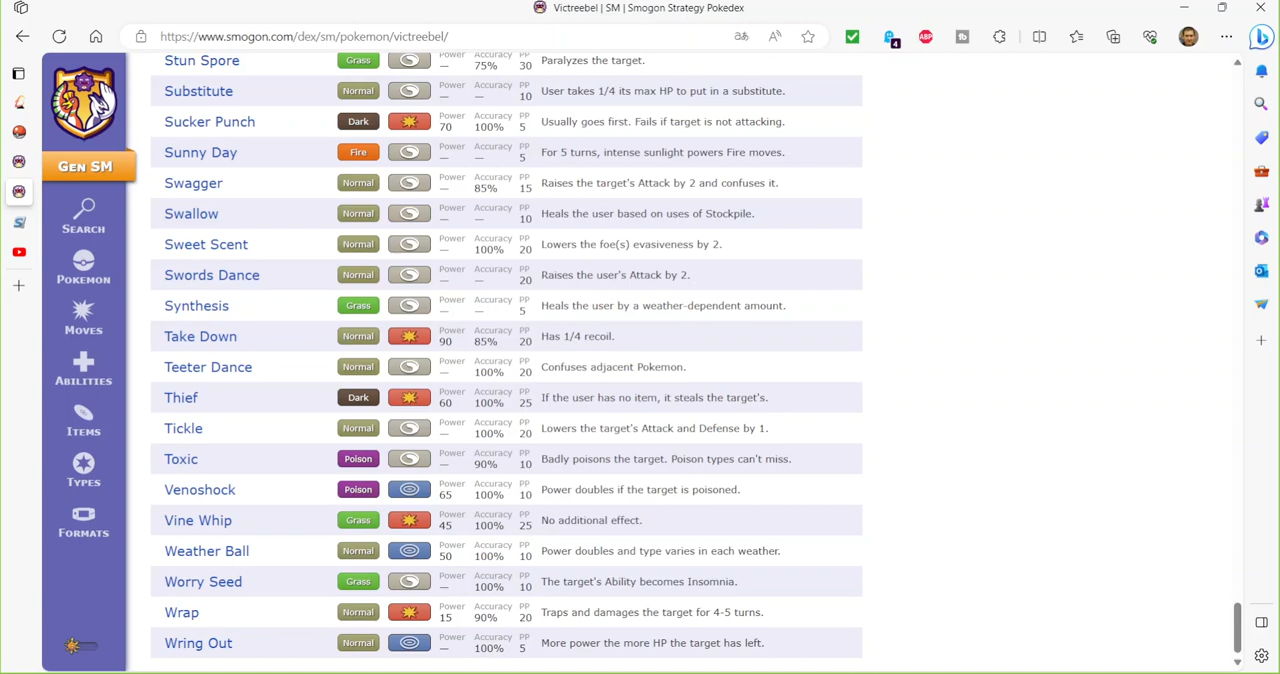 Victreebel | SM | Smogon Strategy Pokedex
https://www.smogon.com/dex/sm/pokemon/victreebel/
あa
A
4
ABP
tb
GEN SM
SEARCH
POKEMON
MOVES
ABILITIES
ITEMS
TYPES
FORMATS
Stun Spore Grass Power — Accuracy 75% PP 30 Paralyzes the target.
Substitute Normal Power — Accuracy — PP 10 User takes 1/4 its max HP to put in a substitute.
Sucker Punch Dark Power 70 Accuracy 100% PP 5 Usually goes first. Fails if target is not attacking.
Sunny Day Fire Power — Accuracy — PP 5 For 5 turns, intense sunlight powers Fire moves.
Swagger Normal Power — Accuracy 85% PP 15 Raises the target's Attack by 2 and confuses it.
Swallow Normal Power — Accuracy — PP 10 Heals the user based on uses of Stockpile.
Sweet Scent Normal Power — Accuracy 100% PP 20 Lowers the foe(s) evasiveness by 2.
Swords Dance Normal Power — Accuracy — PP 20 Raises the user's Attack by 2.
Synthesis Grass Power — Accuracy — PP 5 Heals the user by a weather-dependent amount.
Take Down Normal Power 90 Accuracy 85% PP 20 Has 1/4 recoil.
Teeter Dance Normal Power — Accuracy 100% PP 20 Confuses adjacent Pokemon.
Thief Dark Power 60 Accuracy 100% PP 25 If the user has no item, it steals the target's.
Tickle Normal Power — Accuracy 100% PP 20 Lowers the target's Attack and Defense by 1.
Toxic Poison Power — Accuracy 90% PP 10 Badly poisons the target. Poison types can't miss.
Venoshock Poison Power 65 Accuracy 100% PP 10 Power doubles if the target is poisoned.
Vine Whip Grass Power 45 Accuracy 100% PP 25 No additional effect.
Weather Ball Normal Power 50 Accuracy 100% PP 10 Power doubles and type varies in each weather.
Worry Seed Grass Power — Accuracy 100% PP 10 The target's Ability becomes Insomnia.
Wrap Normal Power 15 Accuracy 90% PP 20 Traps and damages the target for 4-5 turns.
Wring Out Normal Power — Accuracy 100% PP 5 More power the more HP the target has left.